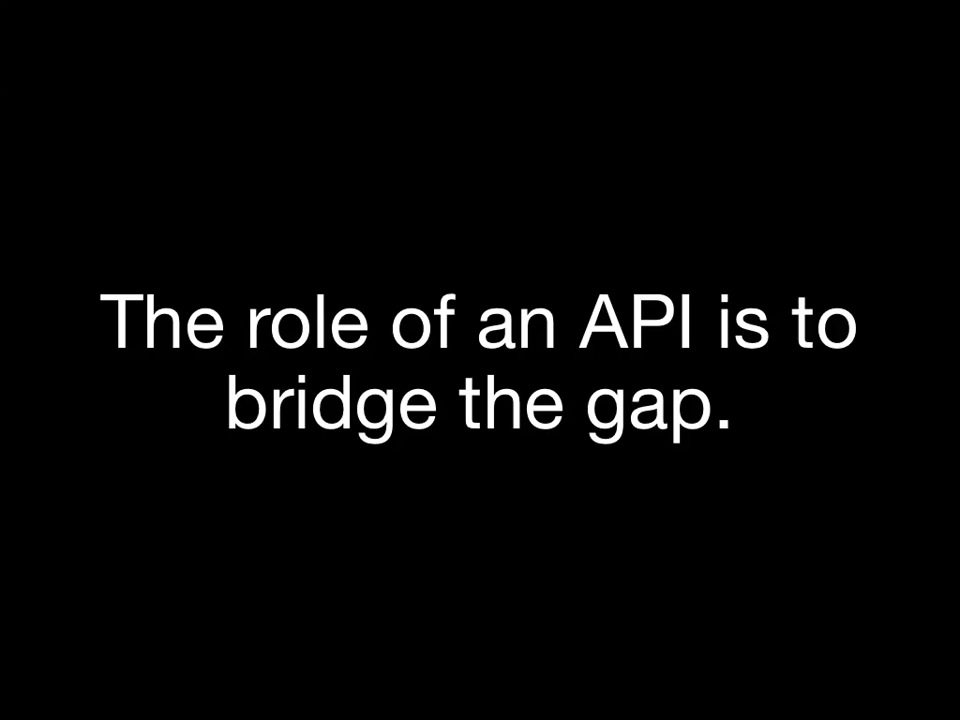 The role of an API is to
bridge the gap.